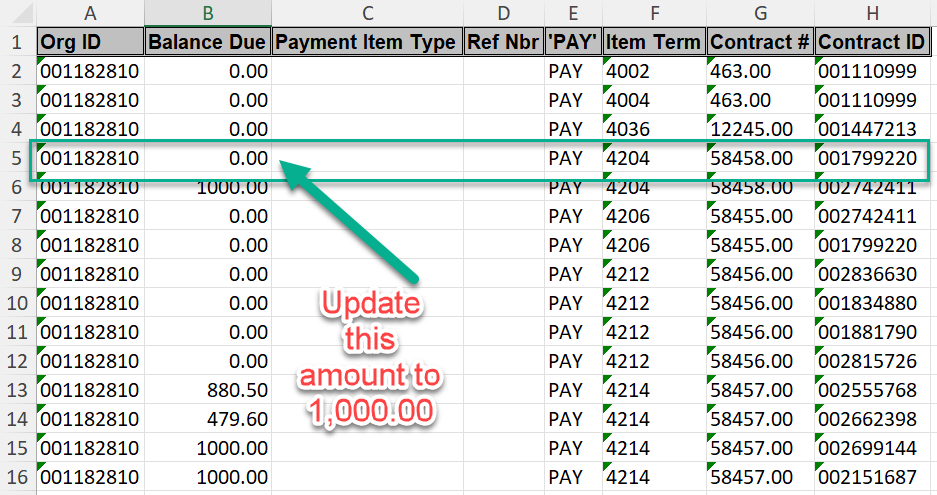 A B C D E F G H
1 Org ID Balance Due Payment Item Type Ref Nbr 'PAY' Item Term Contract # Contract ID
2 001182810 0.00 PAY 4002 463.00 001110999
3 001182810 0.00 PAY 4004 463.00 001110999
4 001182810 0.00 PAY 4036 12245.00 001447213
5 001182810 0.00 PAY 4204 58458.00 001799220
6 001182810 1000.00 PAY 4204 58458.00 002742411
7 001182810 0.00 PAY 4206 58455.00 002742411
8 001182810 0.00 PAY 4206 58455.00 001799220
9 001182810 0.00 PAY 4212 58456.00 002836630
10 001182810 0.00 PAY 4212 58456.00 001834880
11 001182810 0.00 PAY 4212 58456.00 001881790
12 001182810 0.00 PAY 4212 58456.00 002815726
13 001182810 880.50 PAY 4214 58457.00 002555768
14 001182810 479.60 PAY 4214 58457.00 002662398
15 001182810 1000.00 PAY 4214 58457.00 002699144
16 001182810 1000.00 PAY 4214 58457.00 002151687
Update
this
amount to
1,000.00